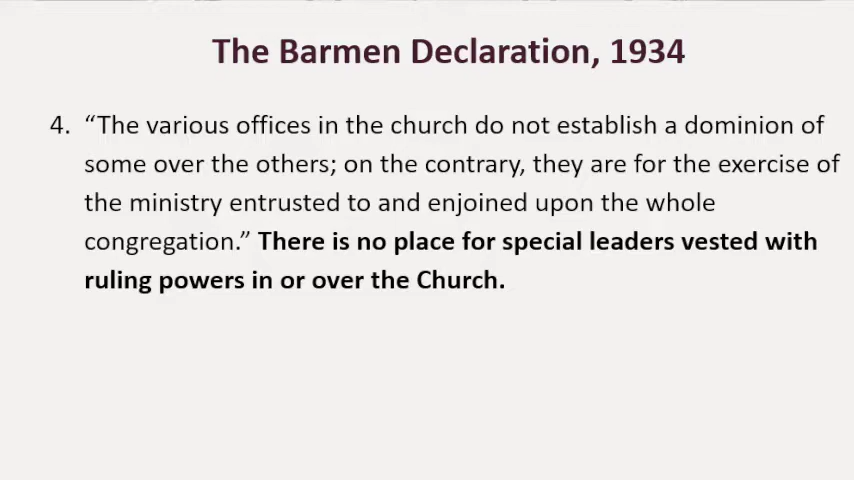 The Barmen Declaration, 1934
4. “The various offices in the church do not establish a dominion of
some over the others; on the contrary, they are for the exercise of
the ministry entrusted to and enjoined upon the whole
congregation.” There is no place for special leaders vested with
ruling powers in or over the Church.